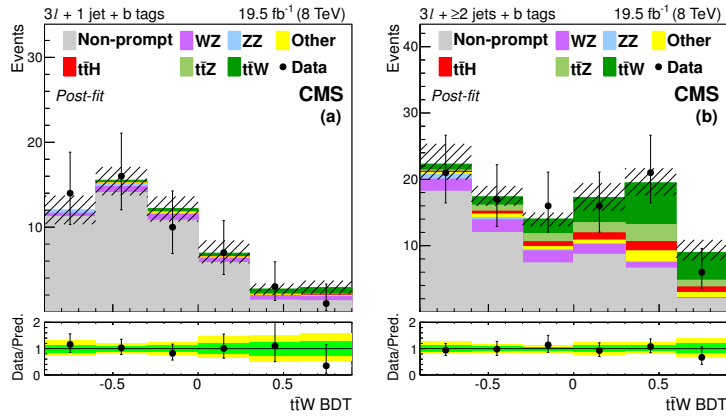 3l + 1 jet + b tags 19.5 fb⁻¹ (8 TeV)
Events
30
20
10
Non-prompt WZ ZZ Other
tt̄H tt̄Z tt̄W Data
Post-fit CMS
(a)
Data/Pred.
2
1
0
-0.5 0 0.5
tt̄W BDT
3l + ≥2 jets + b tags 19.5 fb⁻¹ (8 TeV)
Events
40
30
20
10
Non-prompt WZ ZZ Other
tt̄H tt̄Z tt̄W Data
Post-fit CMS
(b)
Data/Pred.
2
1
0
-0.5 0 0.5
tt̄W BDT